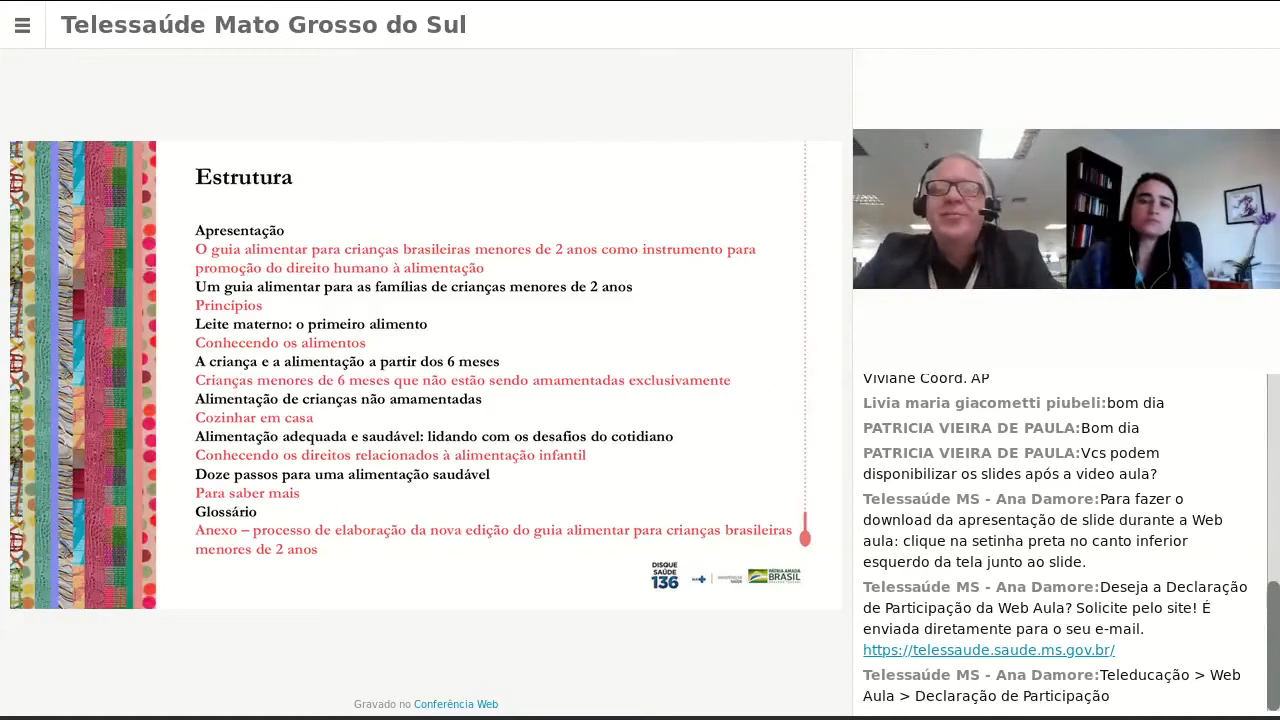 Telessaúde Mato Grosso do Sul
Estrutura
Apresentação
O guia alimentar para crianças brasileiras menores de 2 anos como instrumento para
promoção do direito humano à alimentação
Um guia alimentar para as famílias de crianças menores de 2 anos
Princípios
Leite materno: o primeiro alimento
Conhecendo os alimentos
A criança e a alimentação a partir dos 6 meses
Crianças menores de 6 meses que não estão sendo amamentadas exclusivamente
Alimentação de crianças não amamentadas
Cozinhar em casa
Alimentação adequada e saudável: lidando com os desafios do cotidiano
Conhecendo os direitos relacionados à alimentação infantil
Doze passos para uma alimentação saudável
Para saber mais
Glossário
Anexo – processo de elaboração da nova edição do guia alimentar para crianças brasileiras
menores de 2 anos
DISQUE
SAÚDE
136
PÁTRIA AMADA
BRASIL
Gravado no Conferência Web
Viviane Coord. AP
Livia maria giacometti piubeli:bom dia
PATRICIA VIEIRA DE PAULA:Bom dia
PATRICIA VIEIRA DE PAULA:Vcs podem
disponibilizar os slides após a video aula?
Telessaúde MS - Ana Damore:Para fazer o
download da apresentação de slide durante a Web
aula: clique na setinha preta no canto inferior
esquerdo da tela junto ao slide.
Telessaúde MS - Ana Damore:Deseja a Declaração
de Participação da Web Aula? Solicite pelo site! É
enviada diretamente para o seu e-mail.
https://telessaude.saude.ms.gov.br/
Telessaúde MS - Ana Damore:Teleducação > Web
Aula > Declaração de Participação